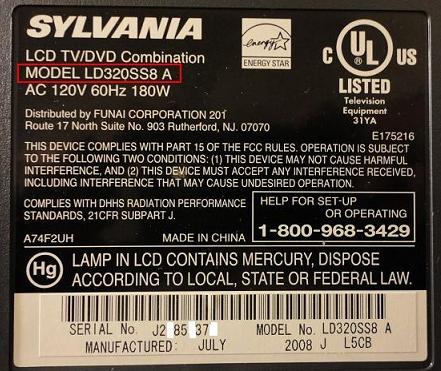 SYLVANIA
LCD TV/DVD Combination
MODEL LD320SS8 A
AC 120V 60Hz 180W
energy
ENERGY STAR
C UL US
LISTED
Television
Equipment
31YA
E175216
Distributed by FUNAI CORPORATION 201
Route 17 North Suite No. 903 Rutherford, NJ. 07070
THIS DEVICE COMPLIES WITH PART 15 OF THE FCC RULES. OPERATION IS SUBJECT
TO THE FOLLOWING TWO CONDITIONS: (1) THIS DEVICE MAY NOT CAUSE HARMFUL
INTERFERENCE, AND (2) THIS DEVICE MUST ACCEPT ANY INTERFERENCE RECEIVED,
INCLUDING INTERFERENCE THAT MAY CAUSE UNDESIRED OPERATION.
COMPLIES WITH DHHS RADIATION PERFORMANCE
STANDARDS, 21CFR SUBPART J.
A74F2UH MADE IN CHINA
HELP FOR SET-UP
OR OPERATING
1-800-968-3429
Hg
LAMP IN LCD CONTAINS MERCURY, DISPOSE
ACCORDING TO LOCAL, STATE OR FEDERAL LAW.
SERIAL No. J2 85 37 MODEL No. LD320SS8 A
MANUFACTURED: JULY 2008 J L5CB